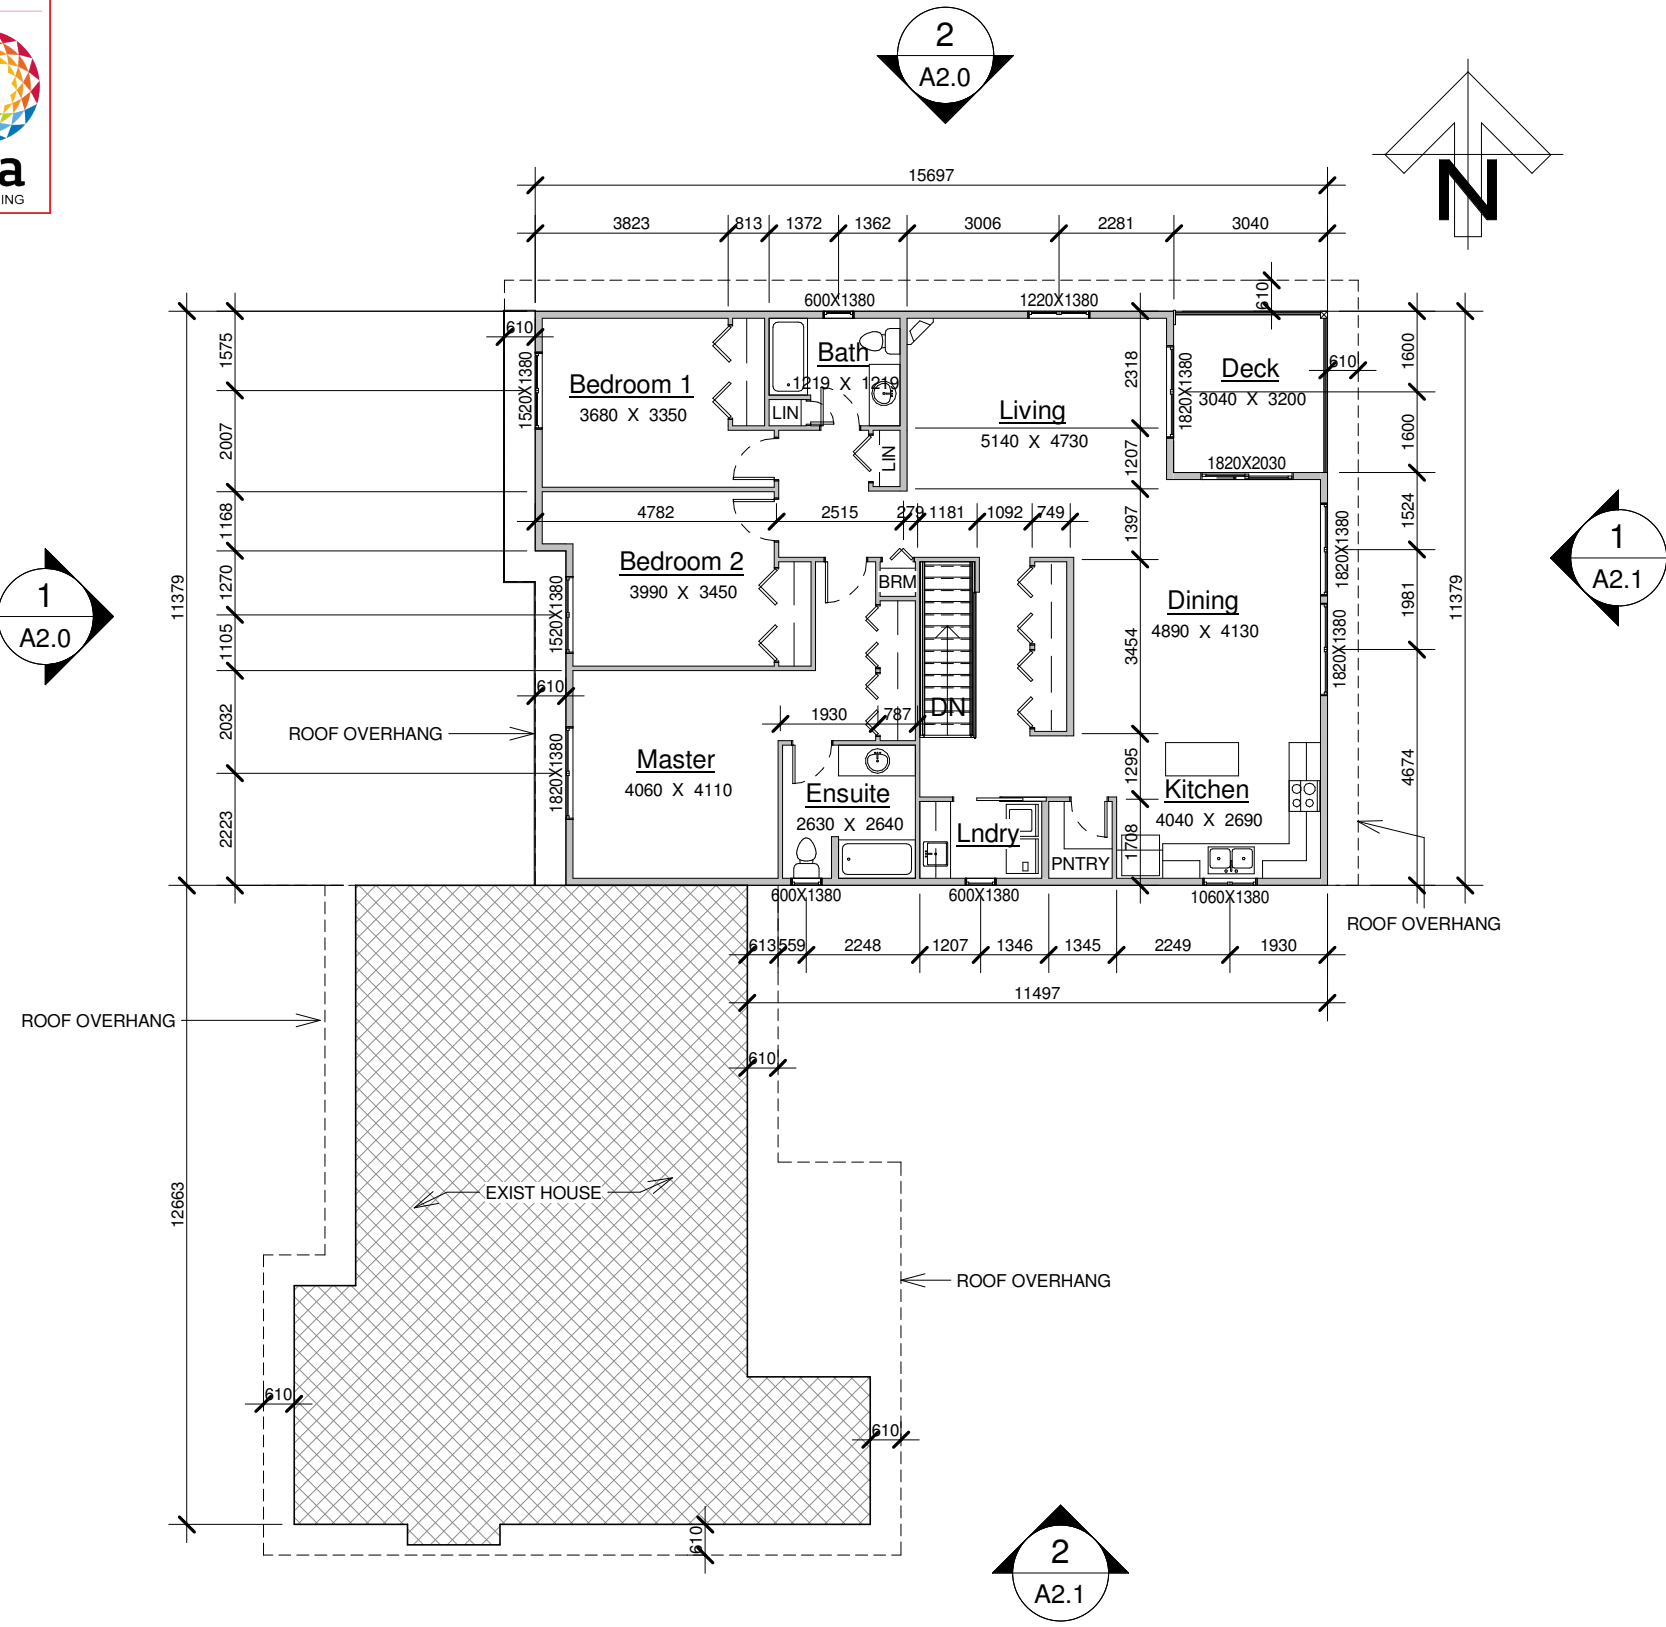 a
ING
2
A2.0
N
15697
3823 813 1372 1362 3006 2281 3040
600X1380 1220X1380
610
610
11379
1575
2007
1168
1270
1105
2032
2223
1520X1380
1520X1380
1820X1380
Bedroom 1
3680 X 3350
Bath
1219 X 1219
LIN
LIN
Living
5140 X 4730
2318
1207
1397
3454
1295
1708
1820X1380
Deck
3040 X 3200
1820X2030
610
1600
1600
1524
1981
4674
11379
1820X1380
1820X1380
4782 2515 279 1181 1092 749
Bedroom 2
3990 X 3450
BRM
DN
Dining
4890 X 4130
1
A2.0
1
A2.1
610
ROOF OVERHANG
1930 787
Master
4060 X 4110
Ensuite
2630 X 2640
Lndry
PNTRY
Kitchen
4040 X 2690
600X1380 600X1380 1060X1380
ROOF OVERHANG
613 559 2248 1207 1346 1345 2249 1930
11497
ROOF OVERHANG
610
12663
EXIST HOUSE
ROOF OVERHANG
610
610
610
2
A2.1